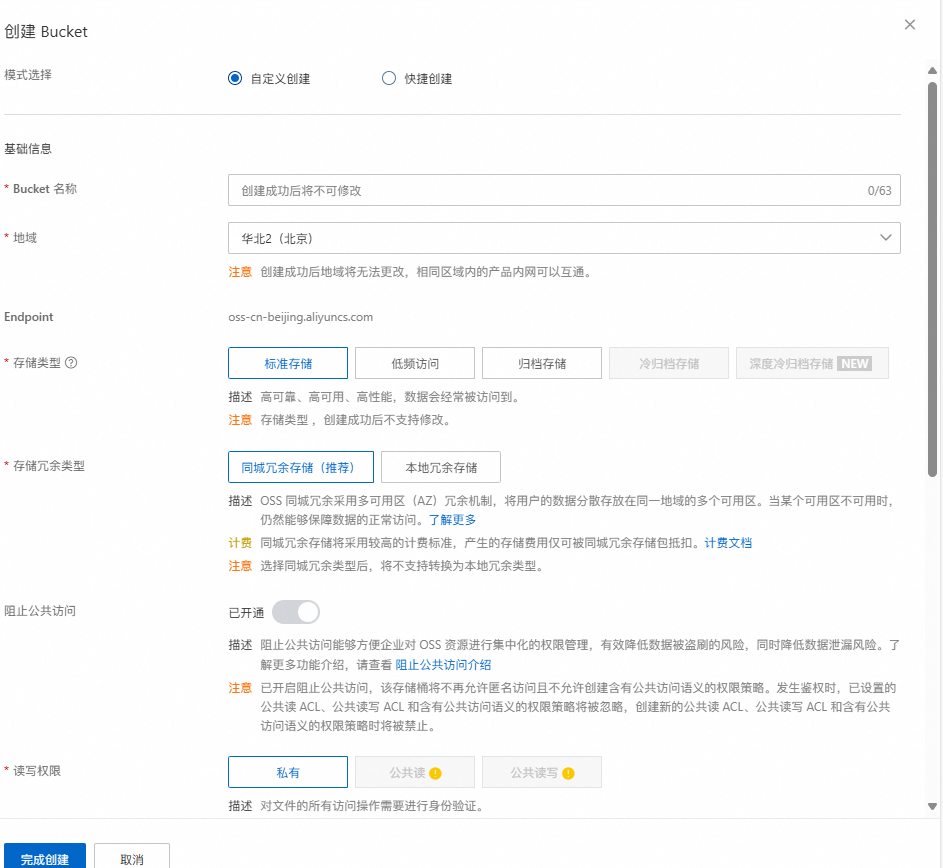 创建 Bucket
模式选择
自定义创建
快捷创建
基础信息
* Bucket 名称
创建成功后将不可修改
0/63
* 地域
华北2（北京）
注意 创建成功后地域将无法更改，相同区域内的产品内网可以互通。
Endpoint
oss-cn-beijing.aliyuncs.com
* 存储类型 ?
标准存储
低频访问
归档存储
冷归档存储
深度冷归档存储 NEW
描述 高可靠、高可用、高性能，数据会经常被访问到。
注意 存储类型 ，创建成功后不支持修改。
* 存储冗余类型
同城冗余存储（推荐）
本地冗余存储
描述 OSS 同城冗余采用多可用区（AZ）冗余机制，将用户的数据分散存放在同一地域的多个可用区。当某个可用区不可用时，
仍然能够保障数据的正常访问。了解更多
计费 同城冗余存储将采用较高的计费标准，产生的存储费用仅可被同城冗余存储包抵扣。计费文档
注意 选择同城冗余类型后，将不支持转换为本地冗余类型。
阻止公共访问
已开通
描述 阻止公共访问能够方便企业对 OSS 资源进行集中化的权限管理，有效降低数据被盗刷的风险，同时降低数据泄漏风险。了
解更多功能介绍，请查看 阻止公共访问介绍
注意 已开启阻止公共访问，该存储桶将不再允许匿名访问且不允许创建含有公共访问语义的权限策略。发生鉴权时，已设置的
公共读 ACL、公共读写 ACL 和含有公共访问语义的权限策略将被忽略，创建新的公共读 ACL、公共读写 ACL 和含有公共
访问语义的权限策略时将被禁止。
* 读写权限
私有
公共读 !
公共读写 !
描述 对文件的所有访问操作需要进行身份验证。
完成创建
取消